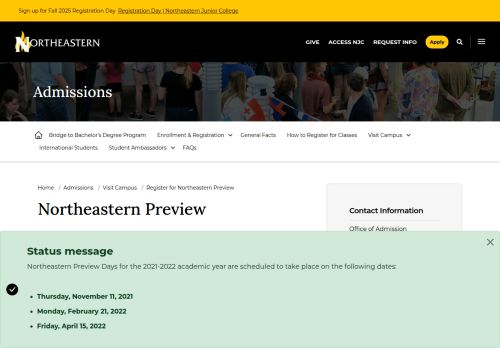 Sign up for Fall 2025 Registration Day Registration Day | Northeastern Junior College
NORTHEASTERN
GIVE ACCESS NJC REQUEST INFO Apply
Admissions
Bridge to Bachelor's Degree Program Enrollment & Registration General Facts How to Register for Classes Visit Campus
International Students Student Ambassadors FAQs
Home / Admissions / Visit Campus / Register for Northeastern Preview
Northeastern Preview
Contact Information
Office of Admission
Status message
Northeastern Preview Days for the 2021-2022 academic year are scheduled to take place on the following dates:
Thursday, November 11, 2021
Monday, February 21, 2022
Friday, April 15, 2022